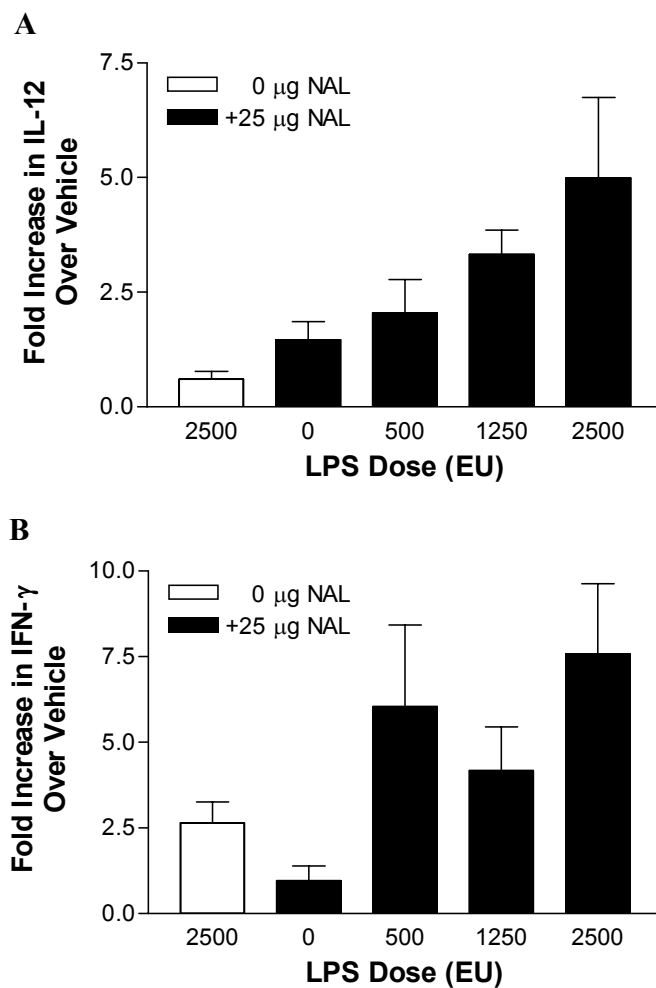 A
Fold Increase in IL-12
Over Vehicle
7.5
5.0
2.5
0.0
0 μg NAL
+25 μg NAL
2500 0 500 1250 2500
LPS Dose (EU)
B
Fold Increase in IFN-γ
Over Vehicle
10.0
7.5
5.0
2.5
0.0
0 μg NAL
+25 μg NAL
2500 0 500 1250 2500
LPS Dose (EU)